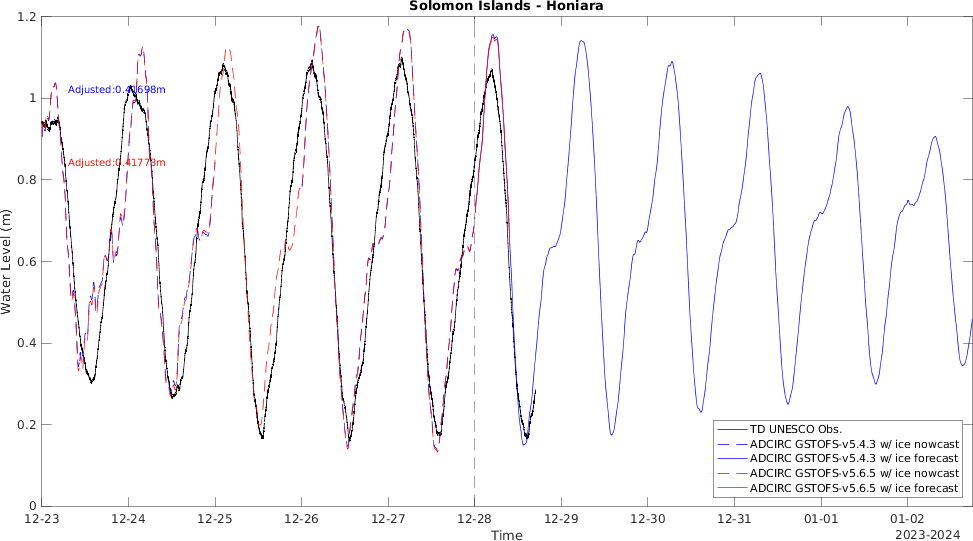 Solomon Islands - Honiara
Water Level (m)
1.2
1
0.8
0.6
0.4
0.2
0
Adjusted:0.41698m
Adjusted:0.41773m
TD UNESCO Obs.
ADCIRC GSTOFS-v5.4.3 w/ ice nowcast
ADCIRC GSTOFS-v5.4.3 w/ ice forecast
ADCIRC GSTOFS-v5.6.5 w/ ice nowcast
ADCIRC GSTOFS-v5.6.5 w/ ice forecast
12-23 12-24 12-25 12-26 12-27 12-28 12-29 12-30 12-31 01-01 01-02
Time
2023-2024